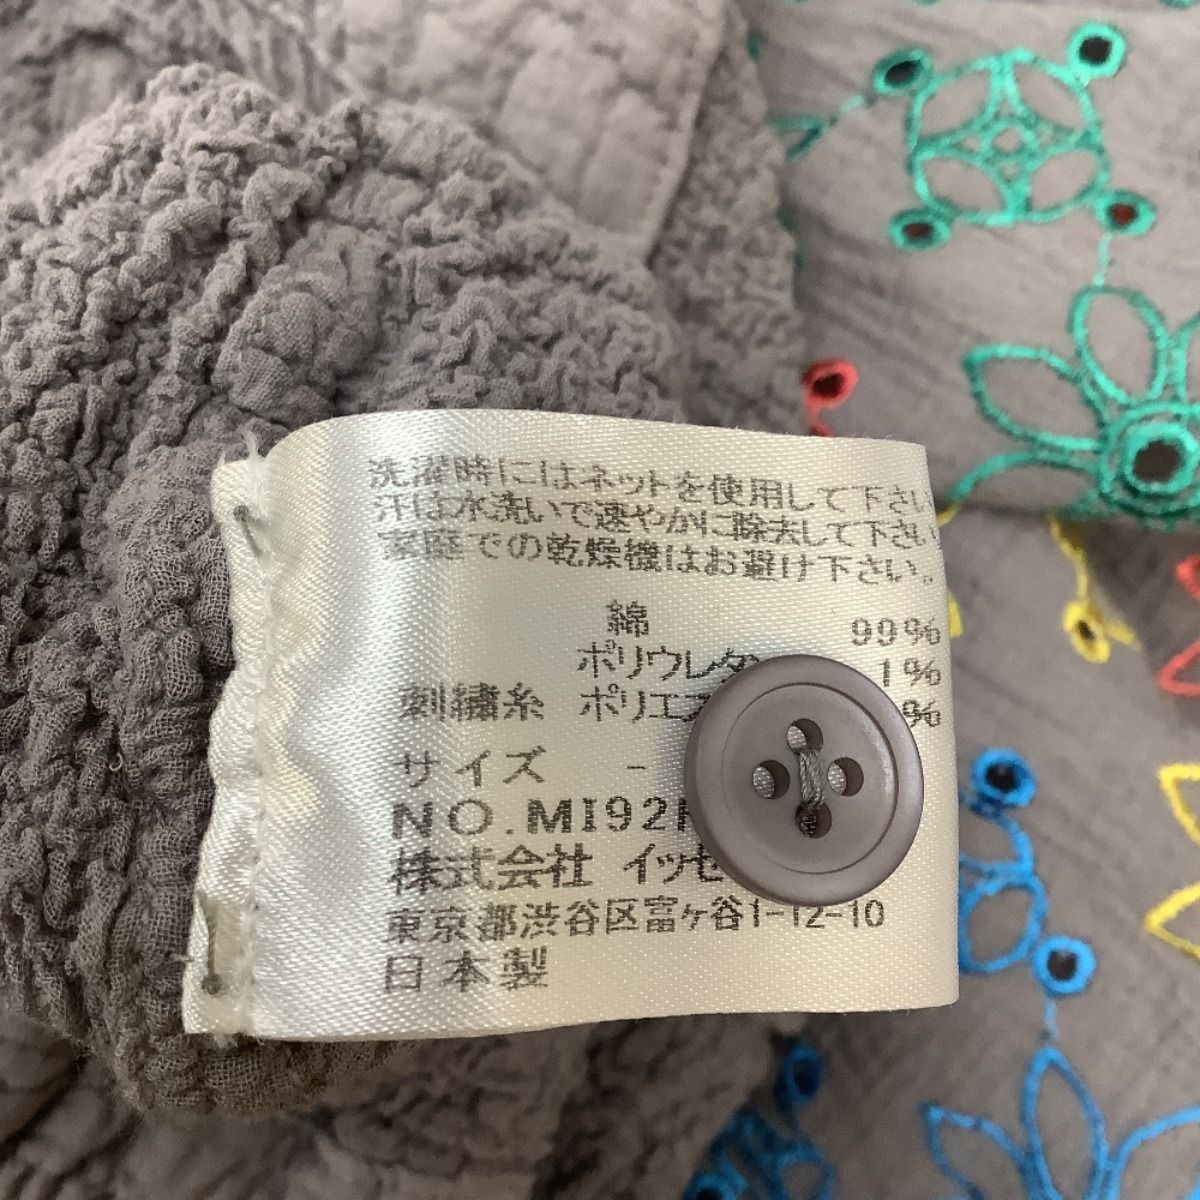 洗濯時にはネットを使用して下さい
汗は水洗いで速やかに除去して下さい
家庭での乾燥機はお避け下さい。
綿 99%
ポリウレタ 1%
刺繍糸 ポリエス %
サイズ -
NO.MI92
株式会社 イッセ
東京都渋谷区富ヶ谷1-12-10
日本製